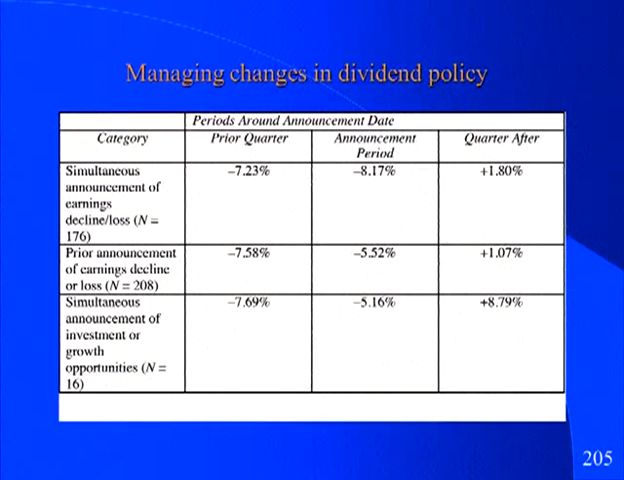 Managing changes in dividend policy
Periods Around Announcement Date
Category Prior Quarter Announcement Period Quarter After
Simultaneous announcement of earnings decline/loss (N = 176) –7.23% –8.17% +1.80%
Prior announcement of earnings decline or loss (N = 208) –7.58% –5.52% +1.07%
Simultaneous announcement of investment or growth opportunities (N = 16) –7.69% –5.16% +8.79%
205